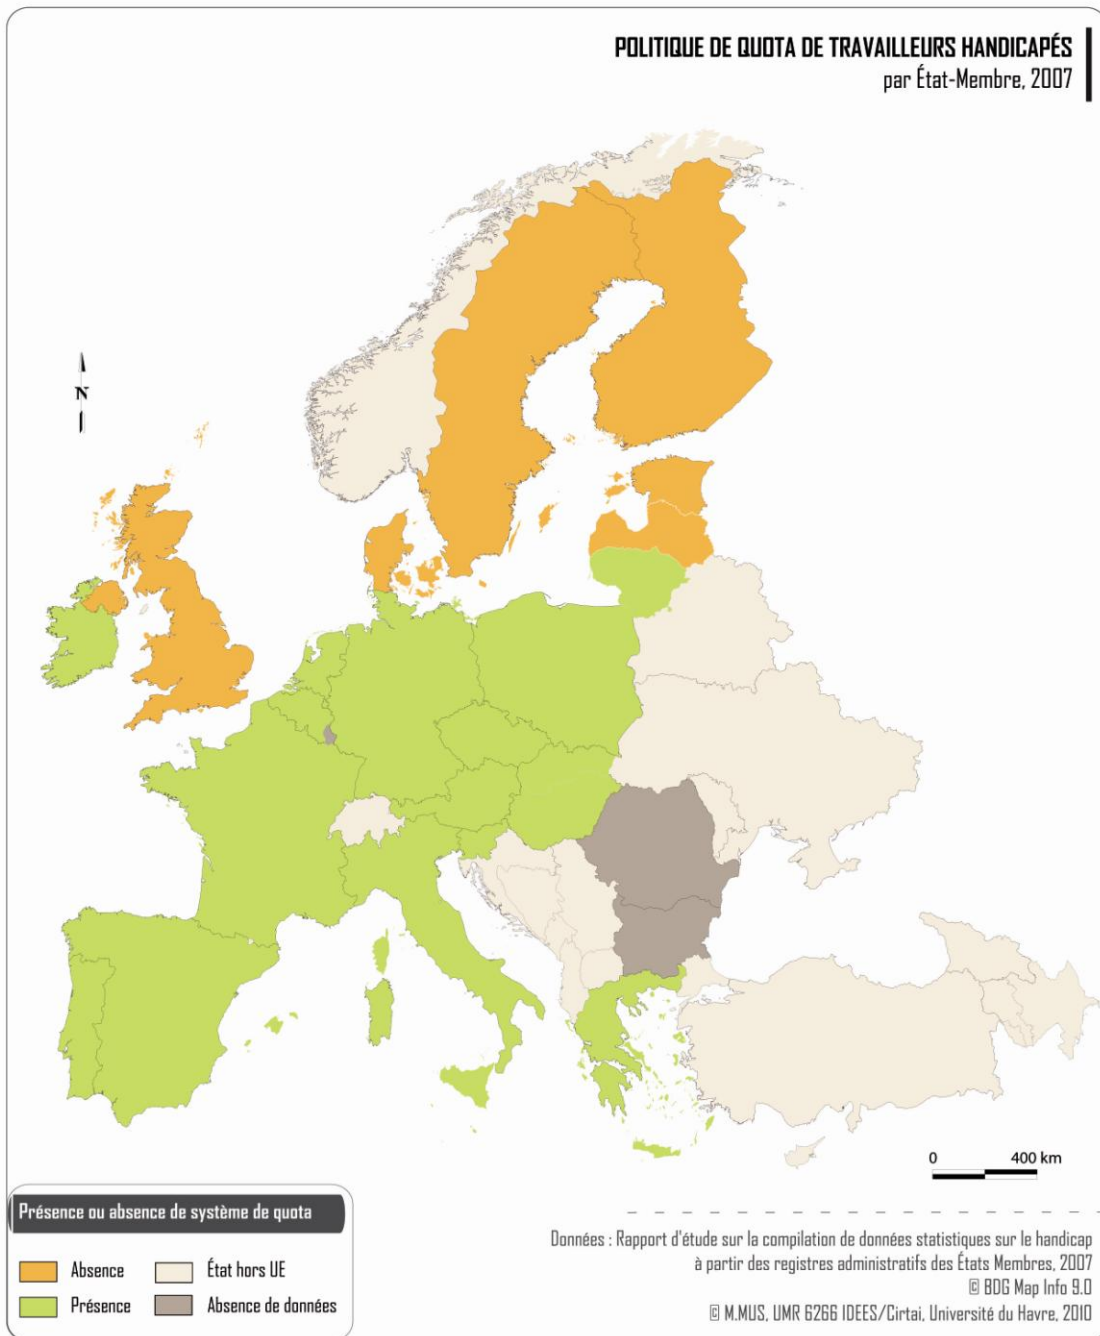 POLITIQUE DE QUOTA DE TRAVAILLEURS HANDICAPÉS
par État-Membre, 2007
N
0 400 km
Présence ou absence de système de quota
Absence
État hors UE
Présence
Absence de données
Données : Rapport d'étude sur la compilation de données statistiques sur le handicap
à partir des registres administratifs des États Membres, 2007
© BDG Map Info 9.0
© M.MUS, UMR 6266 IDEES/Cirtai, Université du Havre, 2010